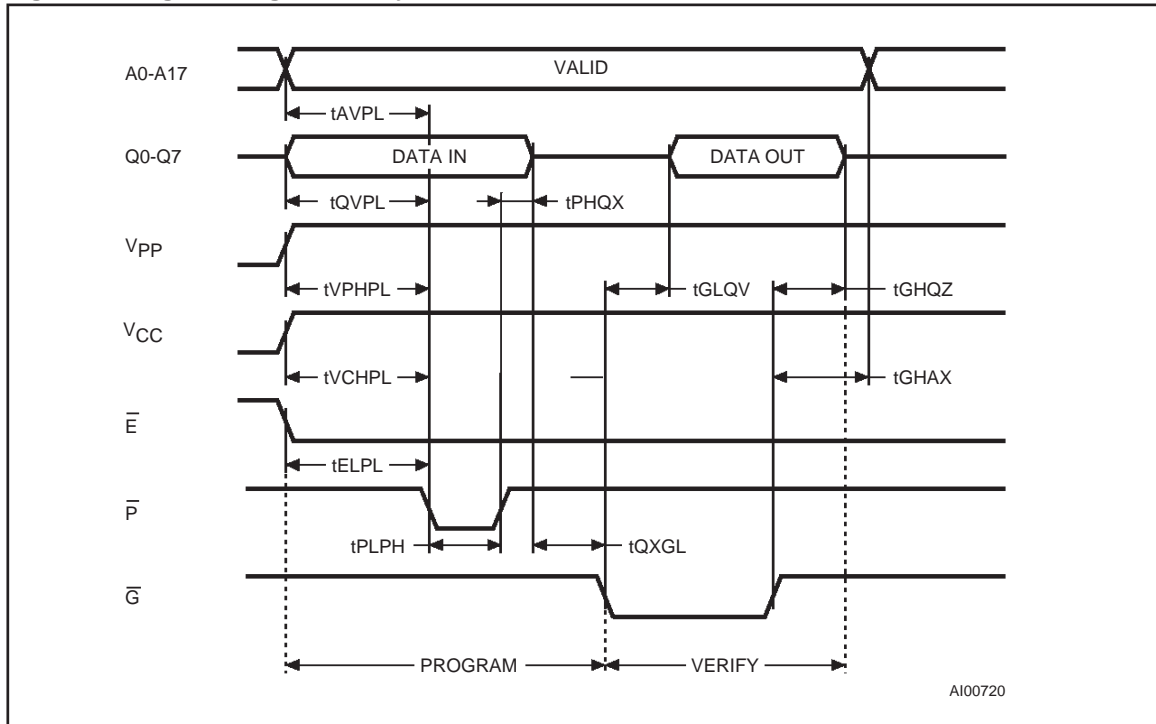 A0-A17
VALID
tAVPL
Q0-Q7
DATA IN
DATA OUT
tQVPL
tPHQX
VPP
tVPHPL
tGLQV
tGHQZ
VCC
tVCHPL
tGHAX
E
tELPL
P
tPLPH
tQXGL
G
PROGRAM
VERIFY
AI00720